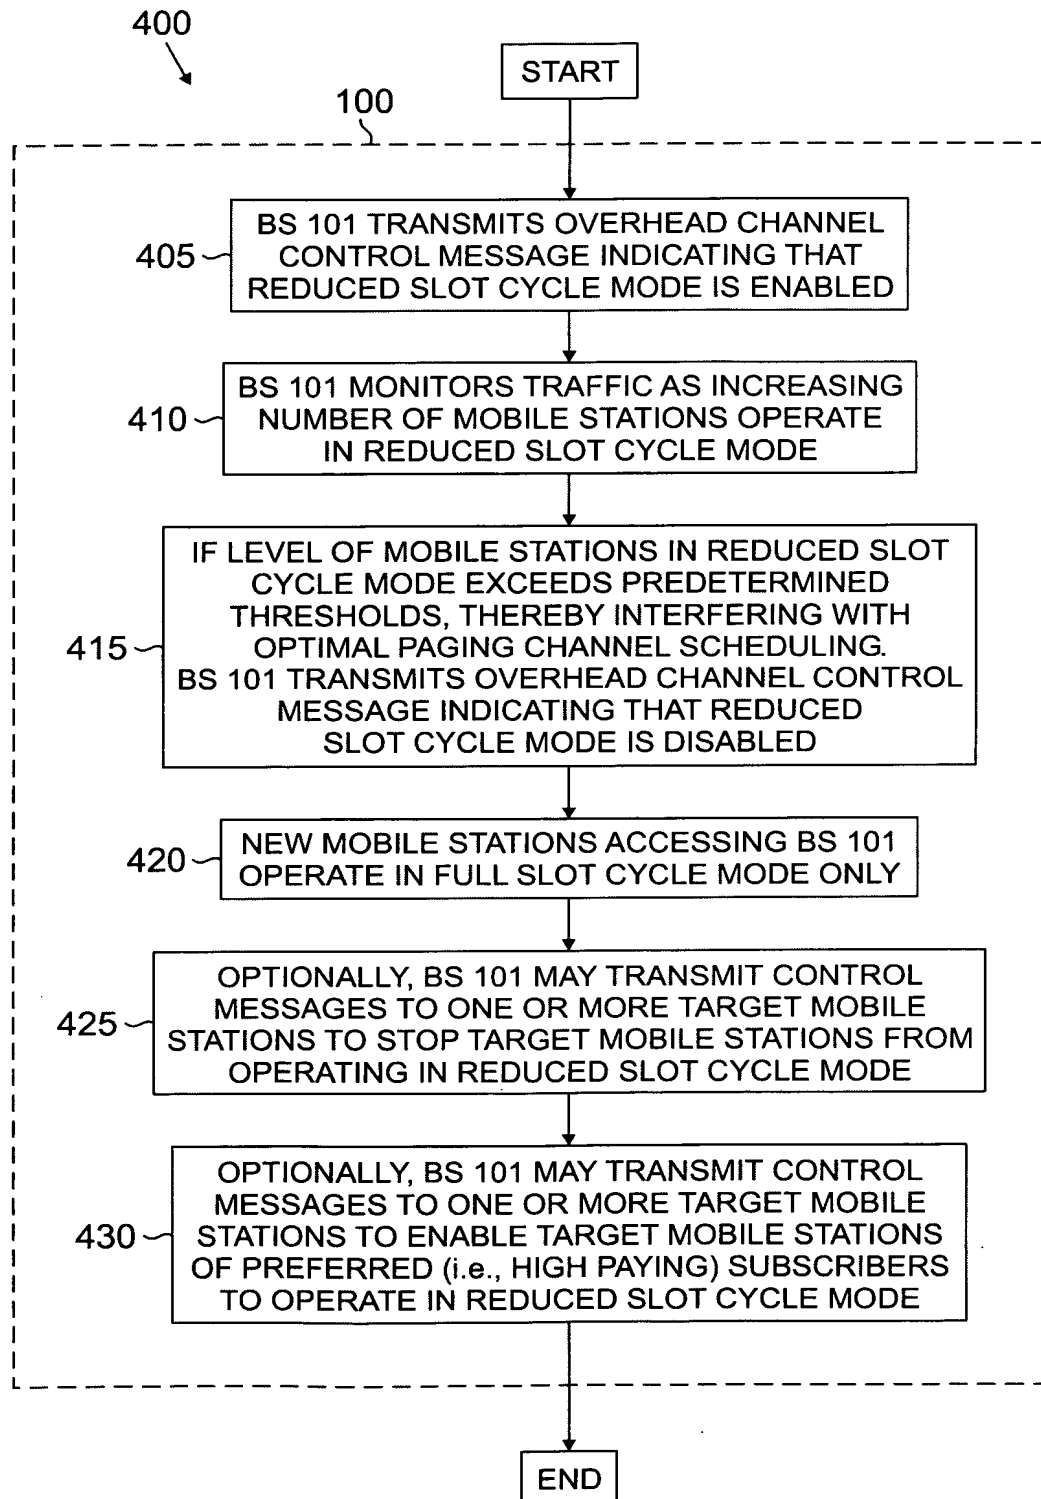 400
START
100
405
BS 101 TRANSMITS OVERHEAD CHANNEL
CONTROL MESSAGE INDICATING THAT
REDUCED SLOT CYCLE MODE IS ENABLED
410
BS 101 MONITORS TRAFFIC AS INCREASING
NUMBER OF MOBILE STATIONS OPERATE
IN REDUCED SLOT CYCLE MODE
415
IF LEVEL OF MOBILE STATIONS IN REDUCED SLOT
CYCLE MODE EXCEEDS PREDETERMINED
THRESHOLDS, THEREBY INTERFERING WITH
OPTIMAL PAGING CHANNEL SCHEDULING.
BS 101 TRANSMITS OVERHEAD CHANNEL CONTROL
MESSAGE INDICATING THAT REDUCED
SLOT CYCLE MODE IS DISABLED
420
NEW MOBILE STATIONS ACCESSING BS 101
OPERATE IN FULL SLOT CYCLE MODE ONLY
425
OPTIONALLY, BS 101 MAY TRANSMIT CONTROL
MESSAGES TO ONE OR MORE TARGET MOBILE
STATIONS TO STOP TARGET MOBILE STATIONS FROM
OPERATING IN REDUCED SLOT CYCLE MODE
430
OPTIONALLY, BS 101 MAY TRANSMIT CONTROL
MESSAGES TO ONE OR MORE TARGET MOBILE
STATIONS TO ENABLE TARGET MOBILE STATIONS
OF PREFERRED (i.e., HIGH PAYING) SUBSCRIBERS
TO OPERATE IN REDUCED SLOT CYCLE MODE
END